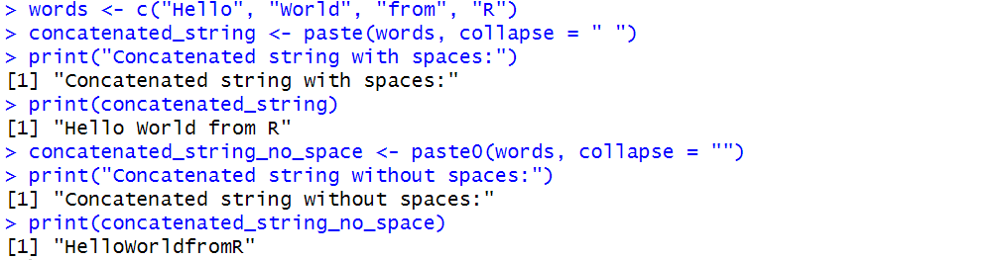 > words <- c("Hello", "World", "from", "R")
> concatenated_string <- paste(words, collapse = " ")
> print("Concatenated string with spaces:")
[1] "Concatenated string with spaces:"
> print(concatenated_string)
[1] "Hello World from R"
> concatenated_string_no_space <- paste0(words, collapse = "")
> print("Concatenated string without spaces:")
[1] "Concatenated string without spaces:"
> print(concatenated_string_no_space)
[1] "HelloWorldfromR"